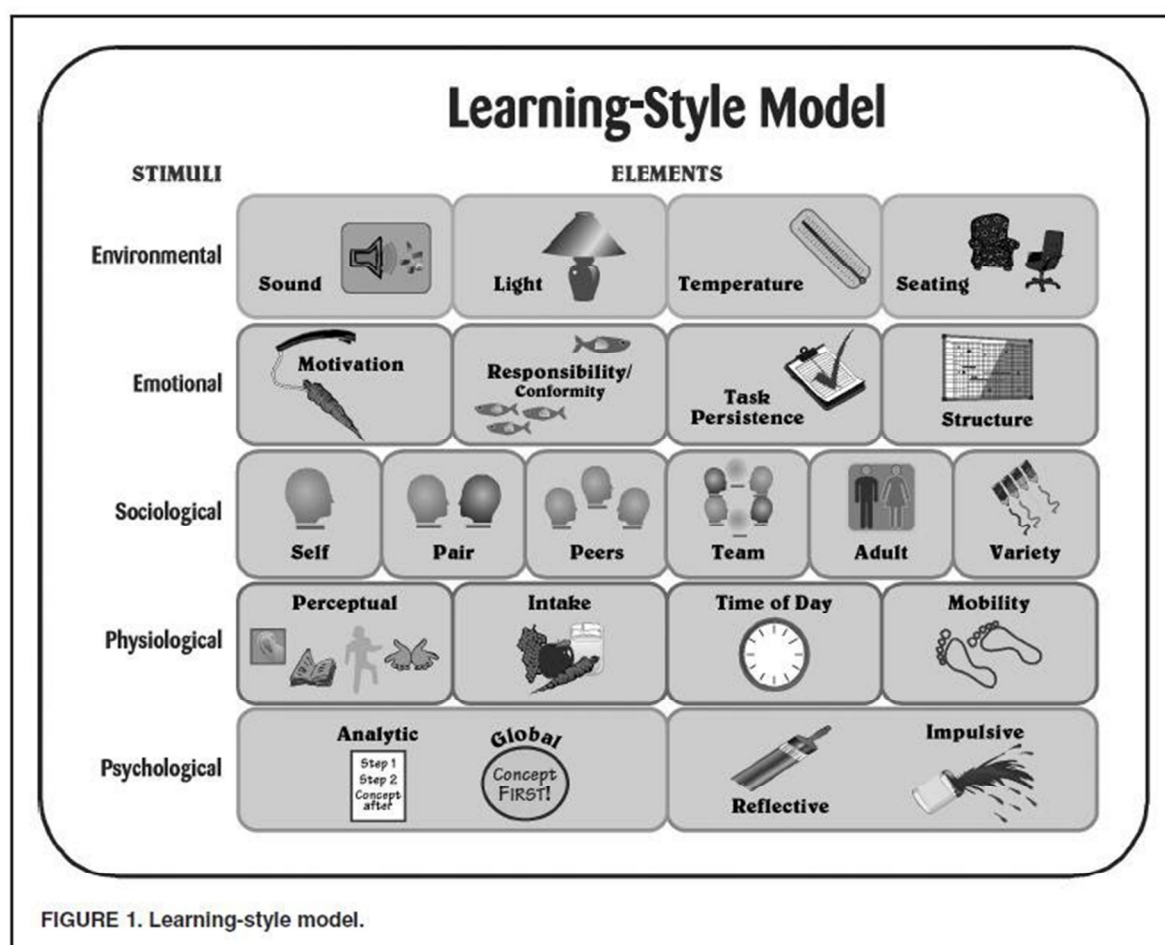 Learning-Style Model
STIMULI
ELEMENTS
Environmental
Sound
Light
Temperature
Seating
Emotional
Motivation
Responsibility/
Conformity
Task
Persistence
Structure
Sociological
Self
Pair
Peers
Team
Adult
Variety
Physiological
Perceptual
Intake
Time of Day
Mobility
Psychological
Analytic
Step 1
Step 2
Concept
after
Global
Concept
FIRST!
Reflective
Impulsive
FIGURE 1. Learning-style model.